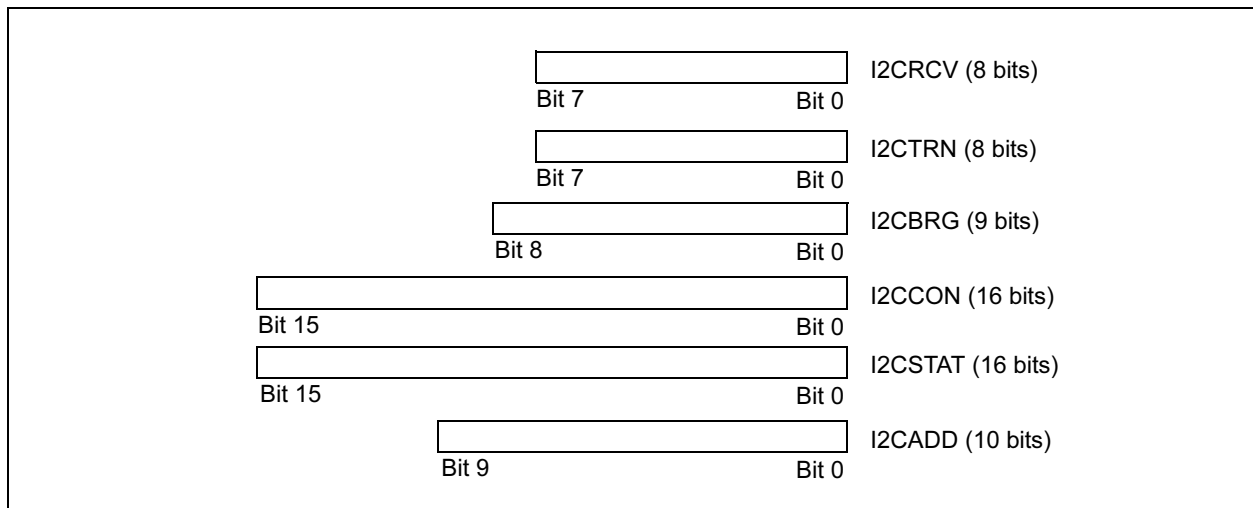 I2CRCV (8 bits)
Bit 7 Bit 0
I2CTRN (8 bits)
Bit 7 Bit 0
I2CBRG (9 bits)
Bit 8 Bit 0
I2CCON (16 bits)
Bit 15 Bit 0
I2CSTAT (16 bits)
Bit 15 Bit 0
I2CADD (10 bits)
Bit 9 Bit 0